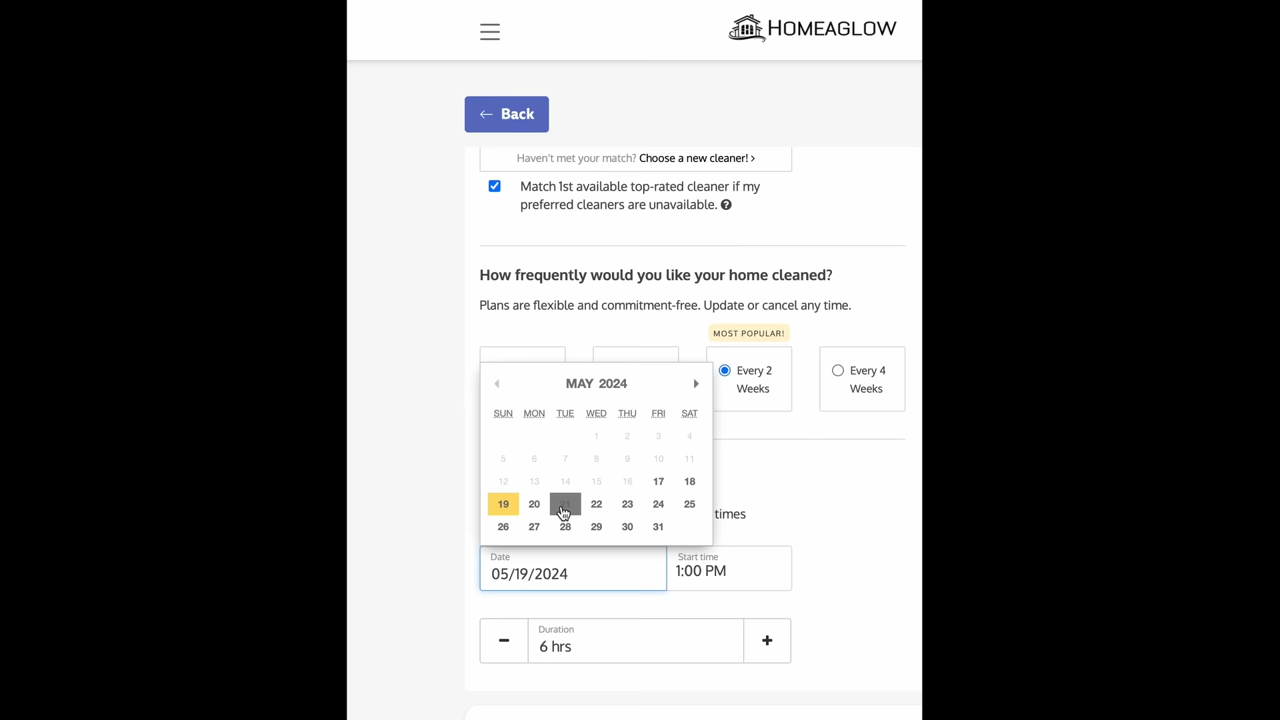 HOMEAGLOW
← Back
Haven't met your match? Choose a new cleaner! >
Match 1st available top-rated cleaner if my
preferred cleaners are unavailable. ?
How frequently would you like your home cleaned?
Plans are flexible and commitment-free. Update or cancel any time.
MOST POPULAR!
Every 2
Weeks
Every 4
Weeks
MAY 2024
SUN MON TUE WED THU FRI SAT
1 2 3 4
5 6 7 8 9 10 11
12 13 14 15 16 17 18
19 20 21 22 23 24 25
26 27 28 29 30 31
times
Date
05/19/2024
Start time
1:00 PM
−
Duration
6 hrs
+